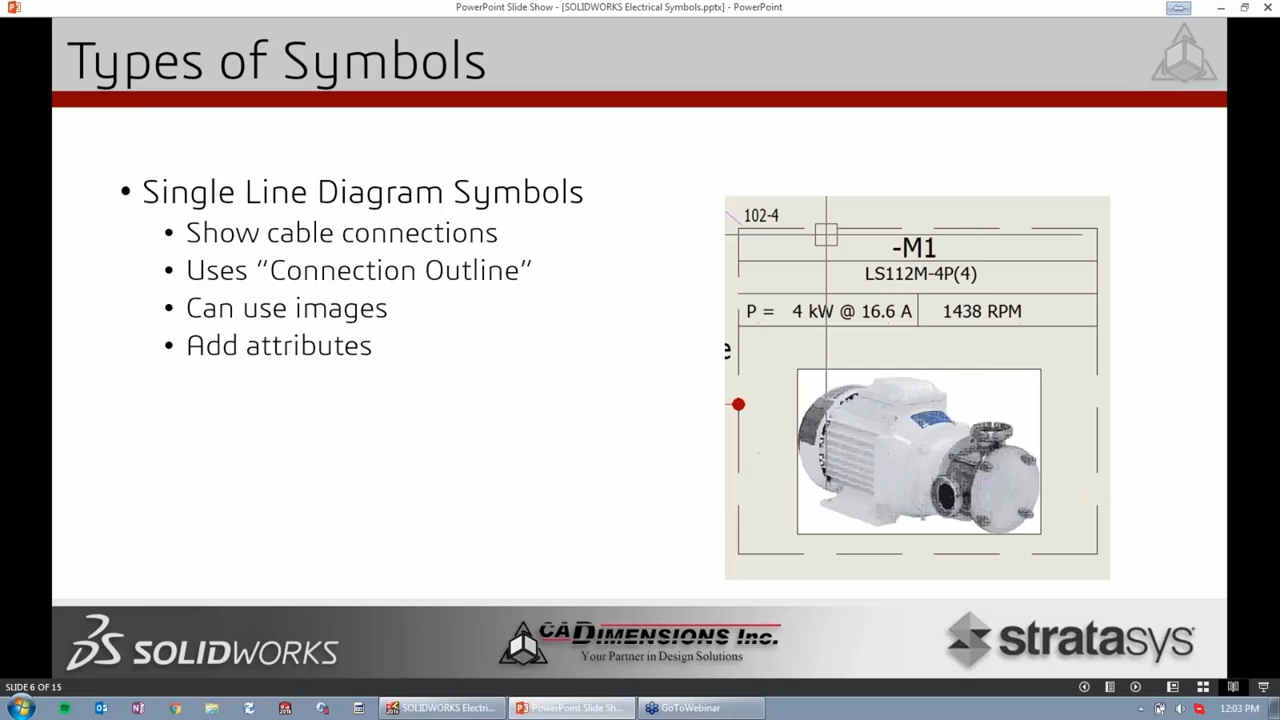 PowerPoint Slide Show - [SOLIDWORKS Electrical Symbols.pptx] - PowerPoint
Types of Symbols
• Single Line Diagram Symbols
• Show cable connections
• Uses “Connection Outline”
• Can use images
• Add attributes
102-4
-M1
LS112M-4P(4)
P = 4 kW @ 16.6 A 1438 RPM
e
SOLIDWORKS
CADIMENSIONS Inc.
Your Partner in Design Solutions
stratasys
SLIDE 6 OF 15
SOLIDWORKS Electri...
PowerPoint Slide Sh...
GoToWebinar
12:03 PM